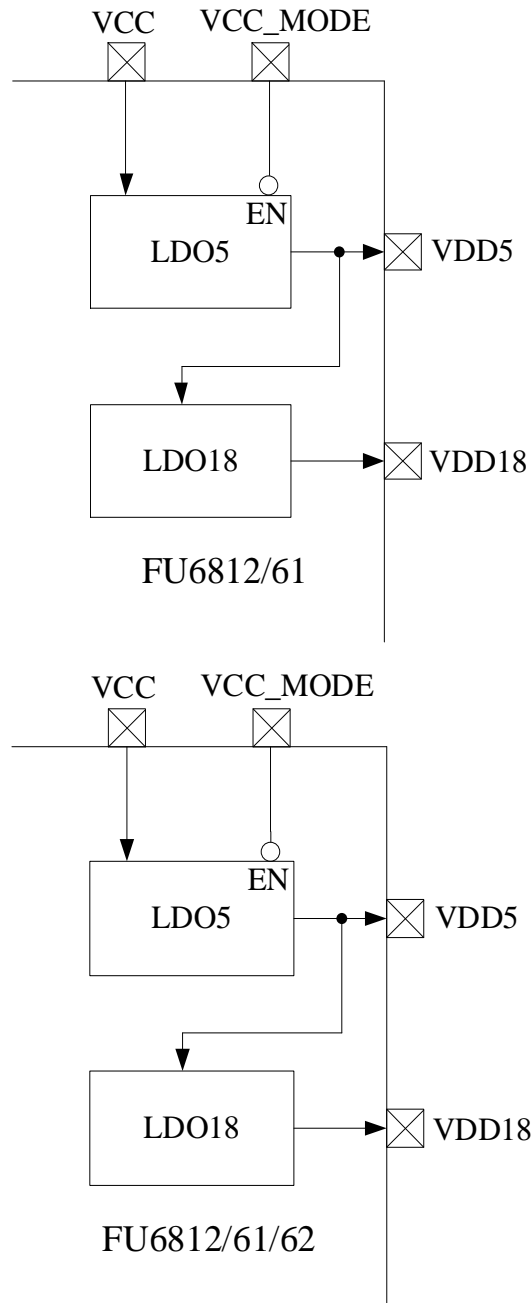 VCC VCC_MODE
EN
LDO5
VDD5
LDO18
VDD18
FU6812/61
VCC VCC_MODE
EN
LDO5
VDD5
LDO18
VDD18
FU6812/61/62